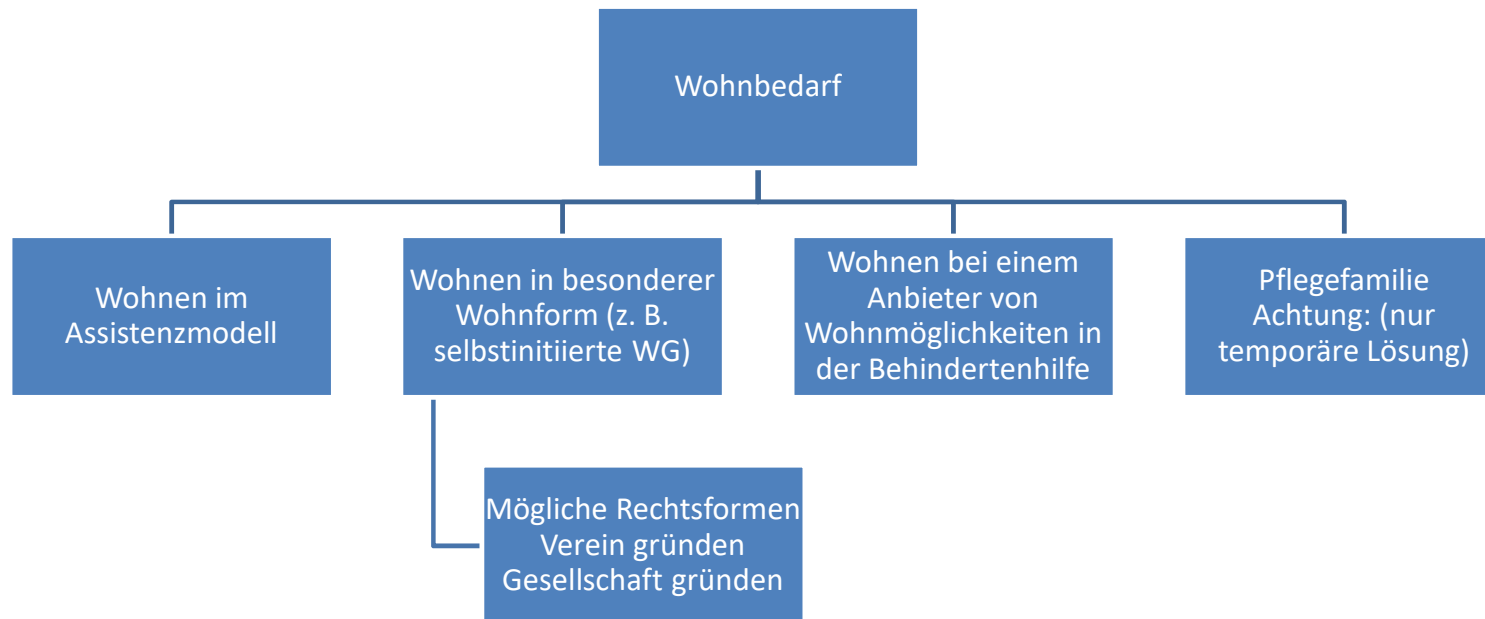 Wohnbedarf
Wohnen im
Assistenzmodell
Wohnen in besonderer
Wohnform (z. B.
selbstinitiierte WG)
Wohnen bei einem
Anbieter von
Wohnmöglichkeiten in
der Behindertenhilfe
Pflegefamilie
Achtung: (nur
temporäre Lösung)
Mögliche Rechtsformen
Verein gründen
Gesellschaft gründen